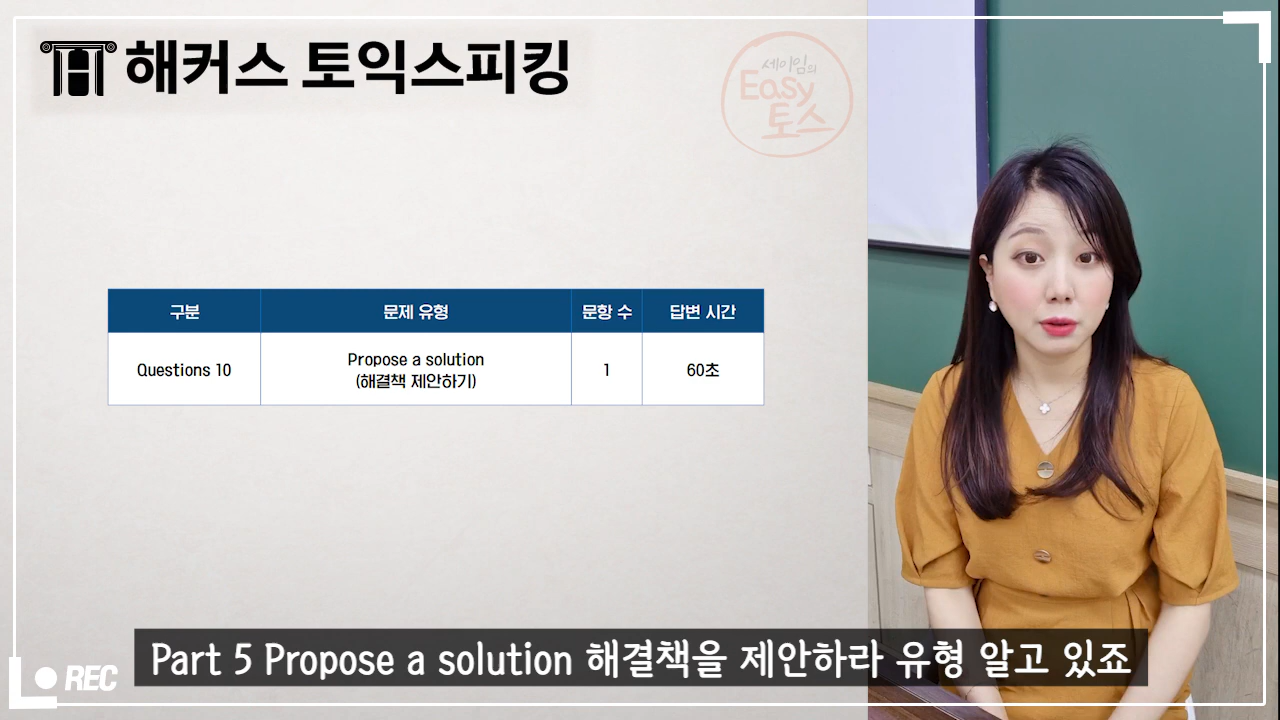 해커스 토익스피킹
세이임의
Easy
토스
구분 문제 유형 문항 수 답변 시간
Questions 10 Propose a solution (해결책 제안하기) 1 60초
Part 5 Propose a solution 해결책을 제안하라 유형 알고 있죠
REC